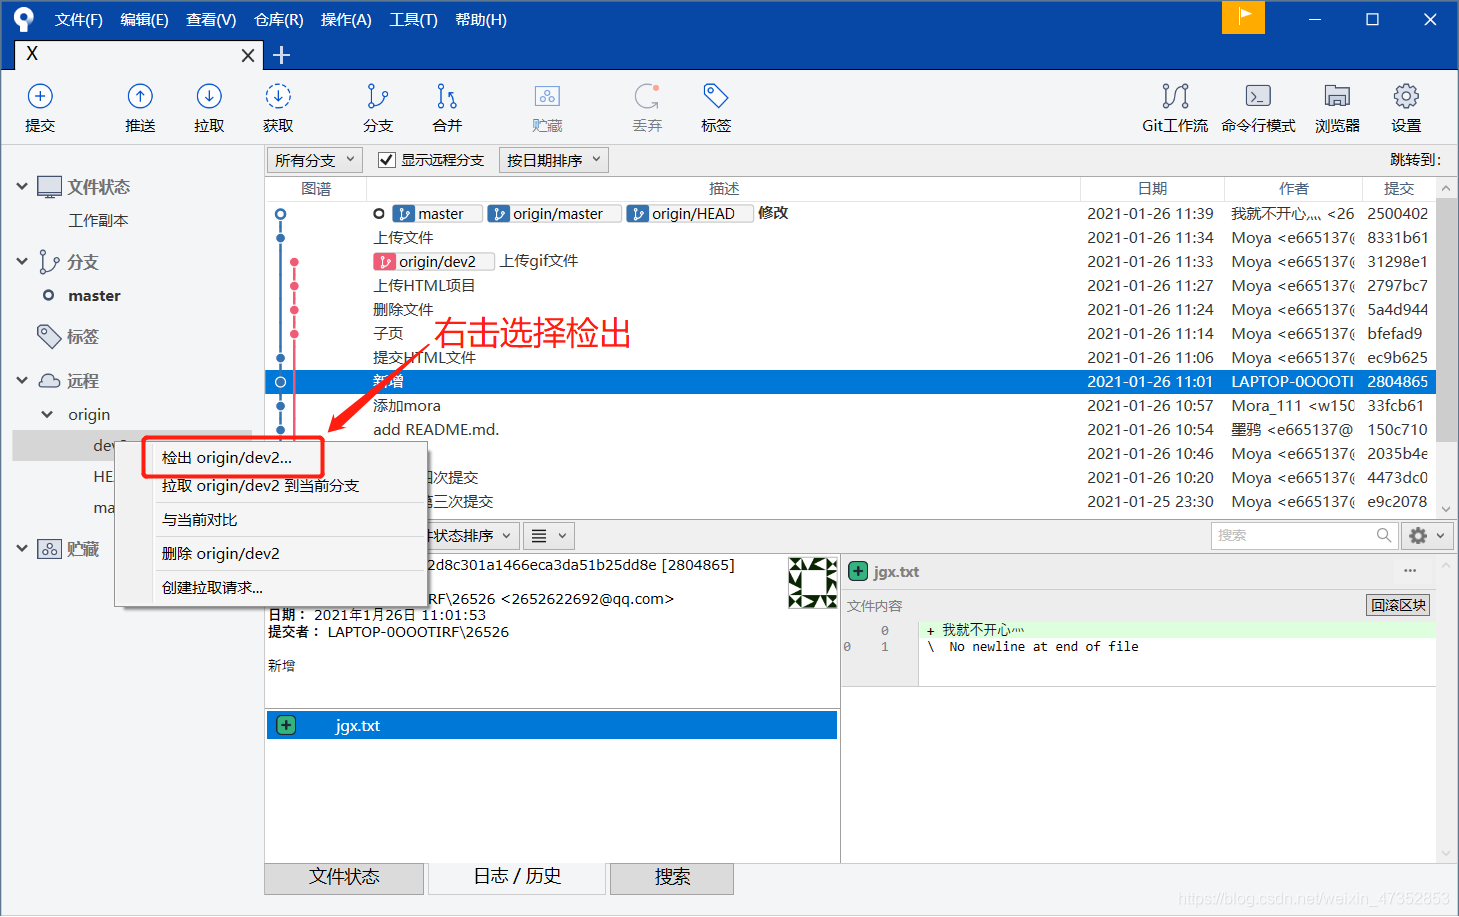 文件(F) 编辑(E) 查看(V) 仓库(R) 操作(A) 工具(T) 帮助(H)
X
提交 推送 拉取 获取 分支 合并 贮藏 丢弃 标签 Git工作流 命令行模式 浏览器 设置
所有分支 显示远程分支 按日期排序 跳转到:
图谱 描述 日期 作者 提交
文件状态
工作副本
分支
master
标签
远程
origin
dev
HE
ma
贮藏
master origin/master origin/HEAD 修改 2021-01-26 11:39 我就不开心灬 <26 2500402
上传文件 2021-01-26 11:34 Moya <e665137@ 8331b61
origin/dev2 上传gif文件 2021-01-26 11:33 Moya <e665137@ 31298e1
上传HTML项目 2021-01-26 11:27 Moya <e665137@ 2797bc7
删除文件 2021-01-26 11:24 Moya <e665137@ 5a4d944
子页 2021-01-26 11:14 Moya <e665137@ bfefad9
提交HTML文件 2021-01-26 11:06 Moya <e665137@ ec9b625
新增 2021-01-26 11:01 LAPTOP-0OOOTI 2804865
添加mora 2021-01-26 10:57 Mora_111 <w150 33fcb61
add README.md. 2021-01-26 10:54 墨鸦 <e665137@ 150c710
2021-01-26 10:46 Moya <e665137@ 2035b4e
次提交 2021-01-26 10:20 Moya <e665137@ 4473dc0
第三次提交 2021-01-25 23:30 Moya <e665137@ e9c2078
右击选择检出
检出 origin/dev2...
拉取 origin/dev2 到当前分支
与当前对比
删除 origin/dev2
创建拉取请求...
状态排序
搜索
2d8c301a1466eca3da51b25dd8e [2804865]
RF\26526 <2652622692@qq.com>
日期： 2021年1月26日 11:01:53
提交者： LAPTOP-0OOOTIRF\26526
新增
jgx.txt
jgx.txt ...
文件内容 回滚区块
0 + 我就不开心灬
0 1 \ No newline at end of file
文件状态 日志 / 历史 搜索
https://blog.csdn.net/weixin_47352853